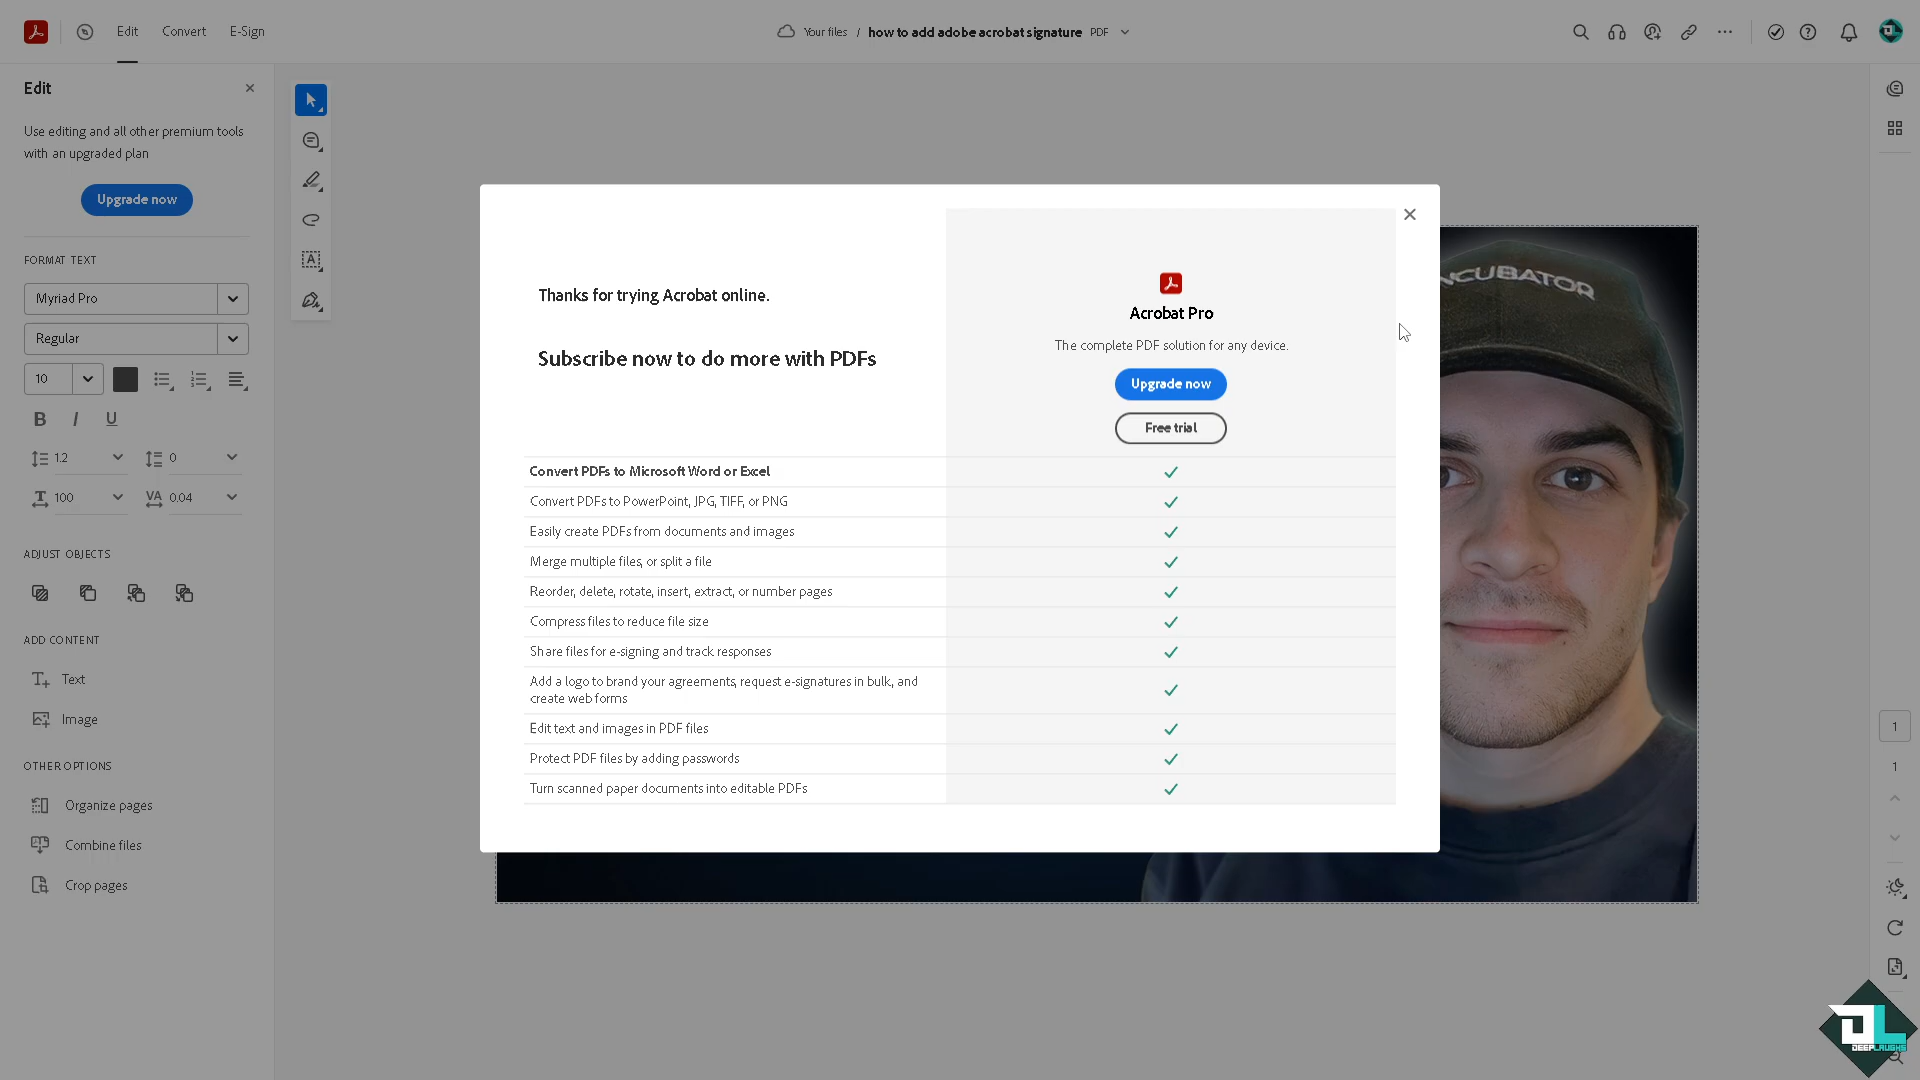 Edit
Convert
E-Sign
Your files / how to add adobe acrobat signature PDF
Edit
Use editing and all other premium tools
with an upgraded plan
Upgrade now
FORMAT TEXT
Myriad Pro
Regular
10
B I U
1.2
0
100
VA 0.04
ADJUST OBJECTS
ADD CONTENT
Text
Image
OTHER OPTIONS
Organize pages
Combine files
Crop pages
Thanks for trying Acrobat online.
Subscribe now to do more with PDFs
Acrobat Pro
The complete PDF solution for any device.
Upgrade now
Free trial
Convert PDFs to Microsoft Word or Excel
Convert PDFs to PowerPoint, JPG, TIFF, or PNG
Easily create PDFs from documents and images
Merge multiple files, or split a file
Reorder, delete, rotate, insert, extract, or number pages
Compress files to reduce file size
Share files for e-signing and track responses
Add a logo to brand your agreements, request e-signatures in bulk, and
create web forms
Edit text and images in PDF files
Protect PDF files by adding passwords
Turn scanned paper documents into editable PDFs
NCUBATOR
1
1
DL
DEEPLAUGHS